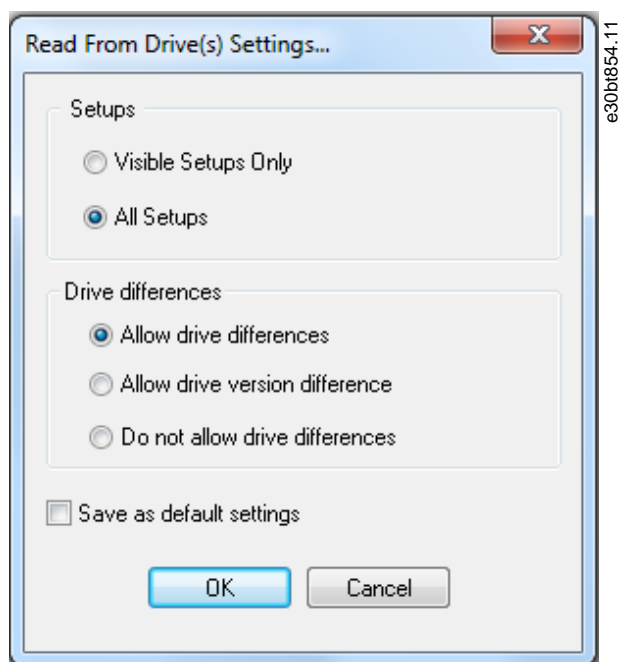 Read From Drive(s) Settings...
Setups
Visible Setups Only
All Setups
Drive differences
Allow drive differences
Allow drive version difference
Do not allow drive differences
Save as default settings
OK Cancel
e30bt854.11